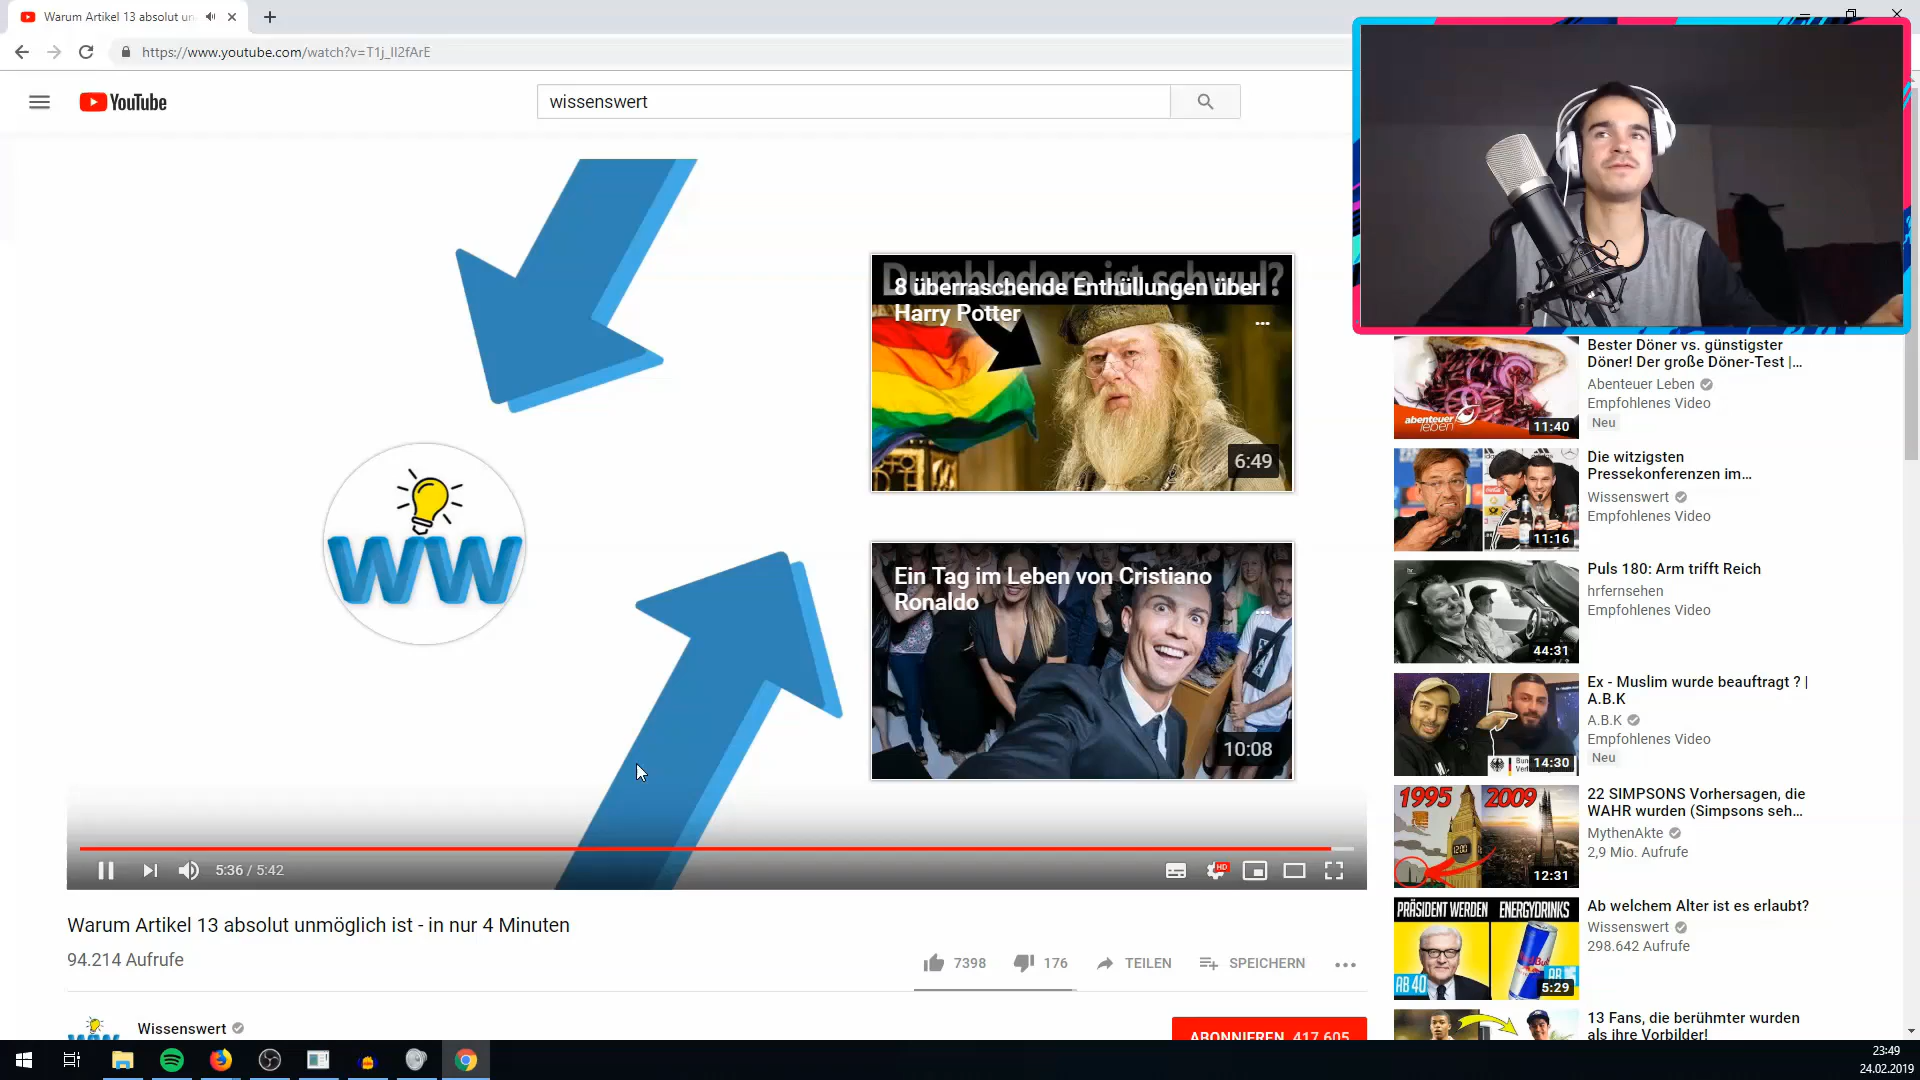 Warum Artikel 13 absolut un
https://www.youtube.com/watch?v=T1j_II2fArE
YouTube
wissenswert
Dumbledore ist schwul?
8 überraschende Enthüllungen über
Harry Potter
6:49
WW
Ein Tag im Leben von Cristiano
Ronaldo
10:08
5:36 / 5:42
HD
Warum Artikel 13 absolut unmöglich ist - in nur 4 Minuten
94.214 Aufrufe
7398
176
TEILEN
SPEICHERN
Wissenswert
ABONNIEREN 417.605
Bester Döner vs. günstigster
Döner! Der große Döner-Test |...
Abenteuer Leben
Empfohlenes Video
Neu
abenteuer
leben
11:40
Die witzigsten
Pressekonferenzen im...
Wissenswert
Empfohlenes Video
11:16
Puls 180: Arm trifft Reich
hrfernsehen
Empfohlenes Video
44:31
Ex - Muslim wurde beauftragt ? |
A.B.K
A.B.K
Empfohlenes Video
Neu
14:30
1995 2009
22 SIMPSONS Vorhersagen, die
WAHR wurden (Simpsons seh...
MythenAkte
2,9 Mio. Aufrufe
12:31
PRÄSIDENT WERDEN ENERGYDRINKS
AB 40
Ab welchem Alter ist es erlaubt?
Wissenswert
298.642 Aufrufe
5:29
13 Fans, die berühmter wurden
als ihre Vorbilder!
23:49
24.02.2019